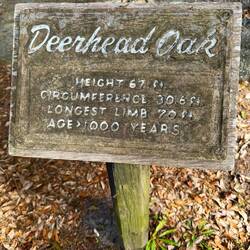 Deerhead Oak
HEIGHT 67 ft
CIRCUMFERENCE 30.6 ft
LONGEST LIMB 70 ft
AGE >1000 YEARS